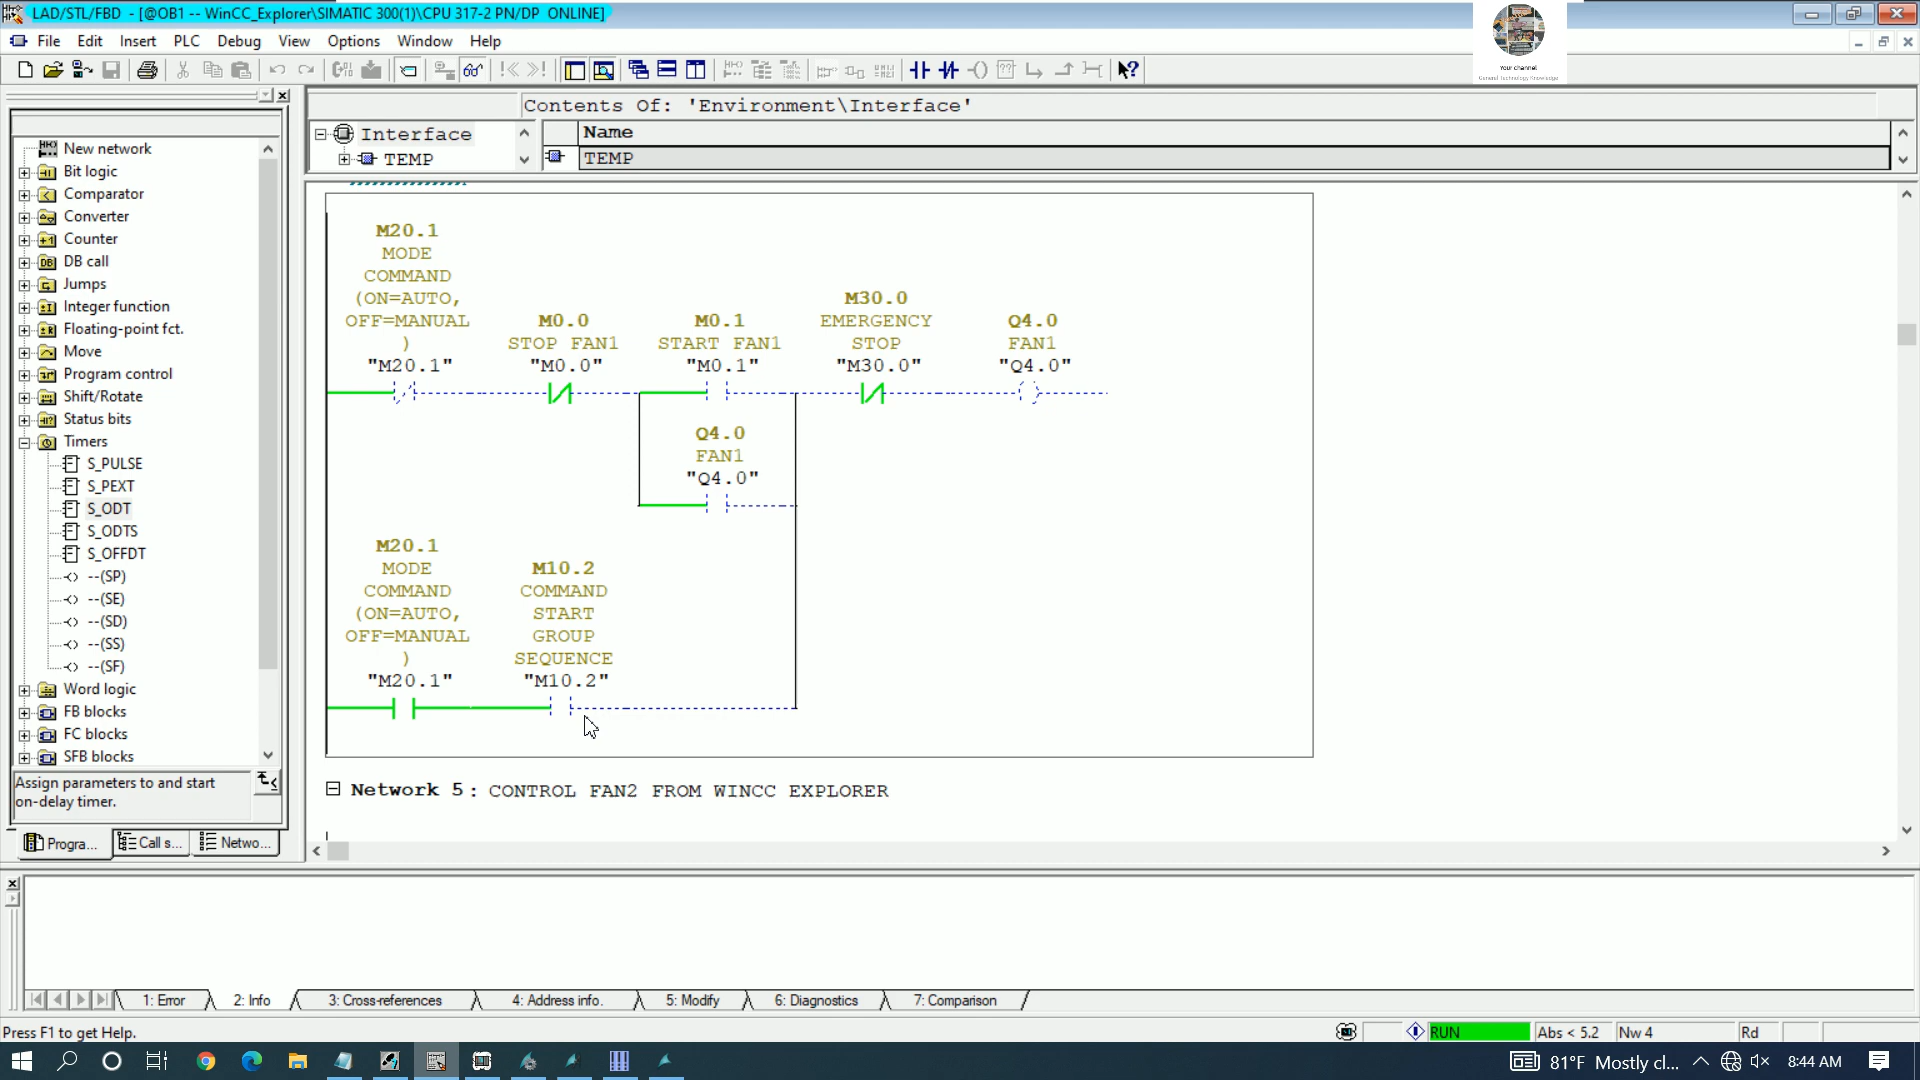 LAD/STL/FBD - [@OB1 -- WinCC_Explorer\SIMATIC 300(1)\CPU 317-2 PN/DP ONLINE]
File Edit Insert PLC Debug View Options Window Help
Your channel
General Technology Knowledge
Contents Of: 'Environment\Interface'
Interface
TEMP
Name
TEMP
New network
Bit logic
Comparator
Converter
Counter
DB call
Jumps
Integer function
Floating-point fct.
Move
Program control
Shift/Rotate
Status bits
Timers
S_PULSE
S_PEXT
S_ODT
S_ODTS
S_OFFDT
--(SP)
--(SE)
--(SD)
--(SS)
--(SF)
Word logic
FB blocks
FC blocks
SFB blocks
Assign parameters to and start
on-delay timer.
Progra... Call s... Netwo...
M20.1
MODE
COMMAND
(ON=AUTO,
OFF=MANUAL
)
"M20.1"
M0.0
STOP FAN1
"M0.0"
M0.1
START FAN1
"M0.1"
M30.0
EMERGENCY
STOP
"M30.0"
Q4.0
FAN1
"Q4.0"
Q4.0
FAN1
"Q4.0"
M20.1
MODE
COMMAND
(ON=AUTO,
OFF=MANUAL
)
"M20.1"
M10.2
COMMAND
START
GROUP
SEQUENCE
"M10.2"
Network 5: CONTROL FAN2 FROM WINCC EXPLORER
1: Error 2: Info 3: Cross-references 4: Address info. 5: Modify 6: Diagnostics 7: Comparison
Press F1 to get Help.
RUN Abs < 5.2 Nw 4 Rd
81°F Mostly cl... 8:44 AM